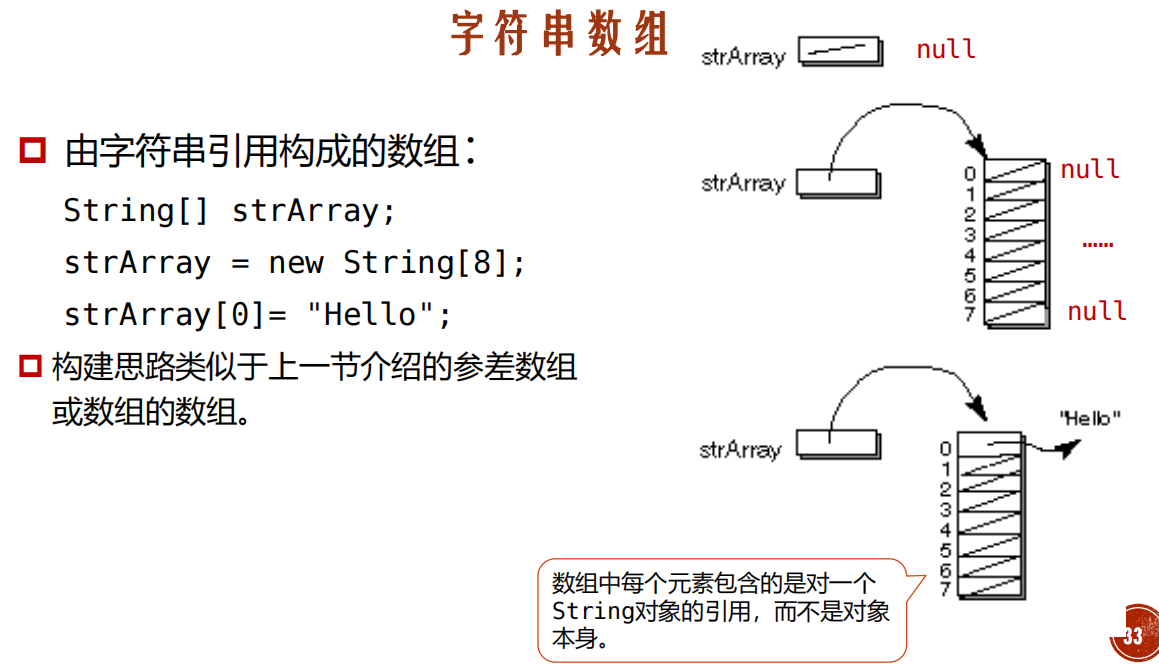 字符串数组
由字符串引用构成的数组：
String[] strArray;
strArray = new String[8];
strArray[0]= "Hello";
构建思路类似于上一节介绍的参差数组
或数组的数组。
strArray
null
strArray
0
1
2
3
4
5
6
7
null
……
null
strArray
"Hello"
0
1
2
3
4
5
6
7
数组中每个元素包含的是对一个
String对象的引用，而不是对象
本身。
33